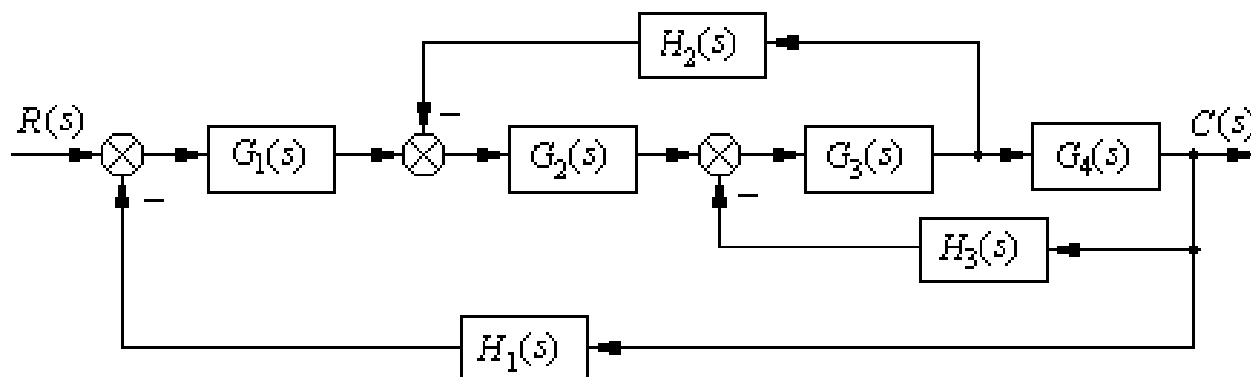 H₂(s)
R(s)
C(s)
−
G₁(s)
G₂(s)
G₃(s)
G₄(s)
−
−
H₃(s)
H₁(s)